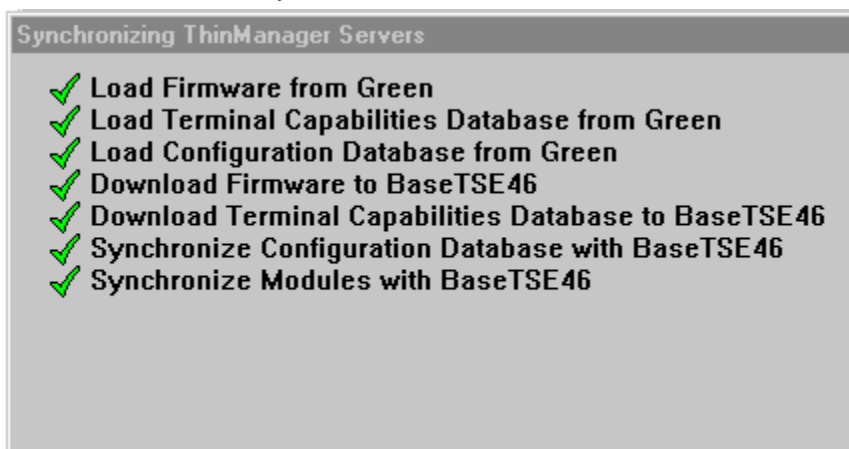 Synchronizing ThinManager Servers
Load Firmware from Green
Load Terminal Capabilities Database from Green
Load Configuration Database from Green
Download Firmware to BaseTSE46
Download Terminal Capabilities Database to BaseTSE46
Synchronize Configuration Database with BaseTSE46
Synchronize Modules with BaseTSE46